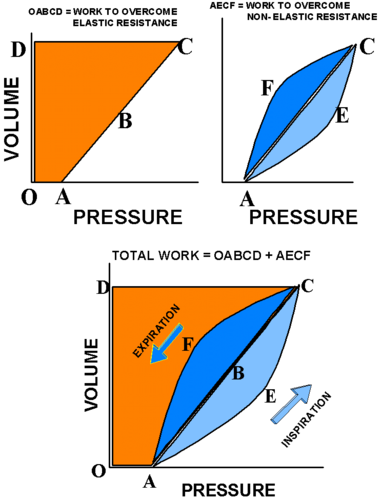 OABCD = WORK TO OVERCOME
ELASTIC RESISTANCE
D
C
B
VOLUME
O
A
PRESSURE
AECF = WORK TO OVERCOME
NON- ELASTIC RESISTANCE
C
F
E
A
PRESSURE
TOTAL WORK = OABCD + AECF
D
C
EXPIRATION
F
B
VOLUME
E
INSPIRATION
O
A
PRESSURE